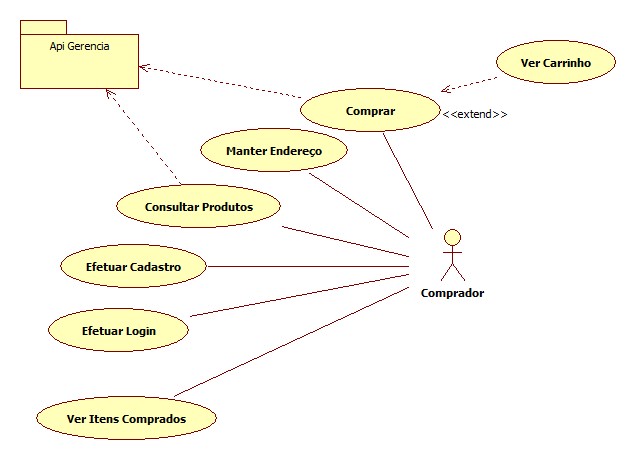 Api Gerencia
Ver Carrinho
Comprar
<<extend>>
Manter Endereço
Consultar Produtos
Efetuar Cadastro
Comprador
Efetuar Login
Ver Itens Comprados